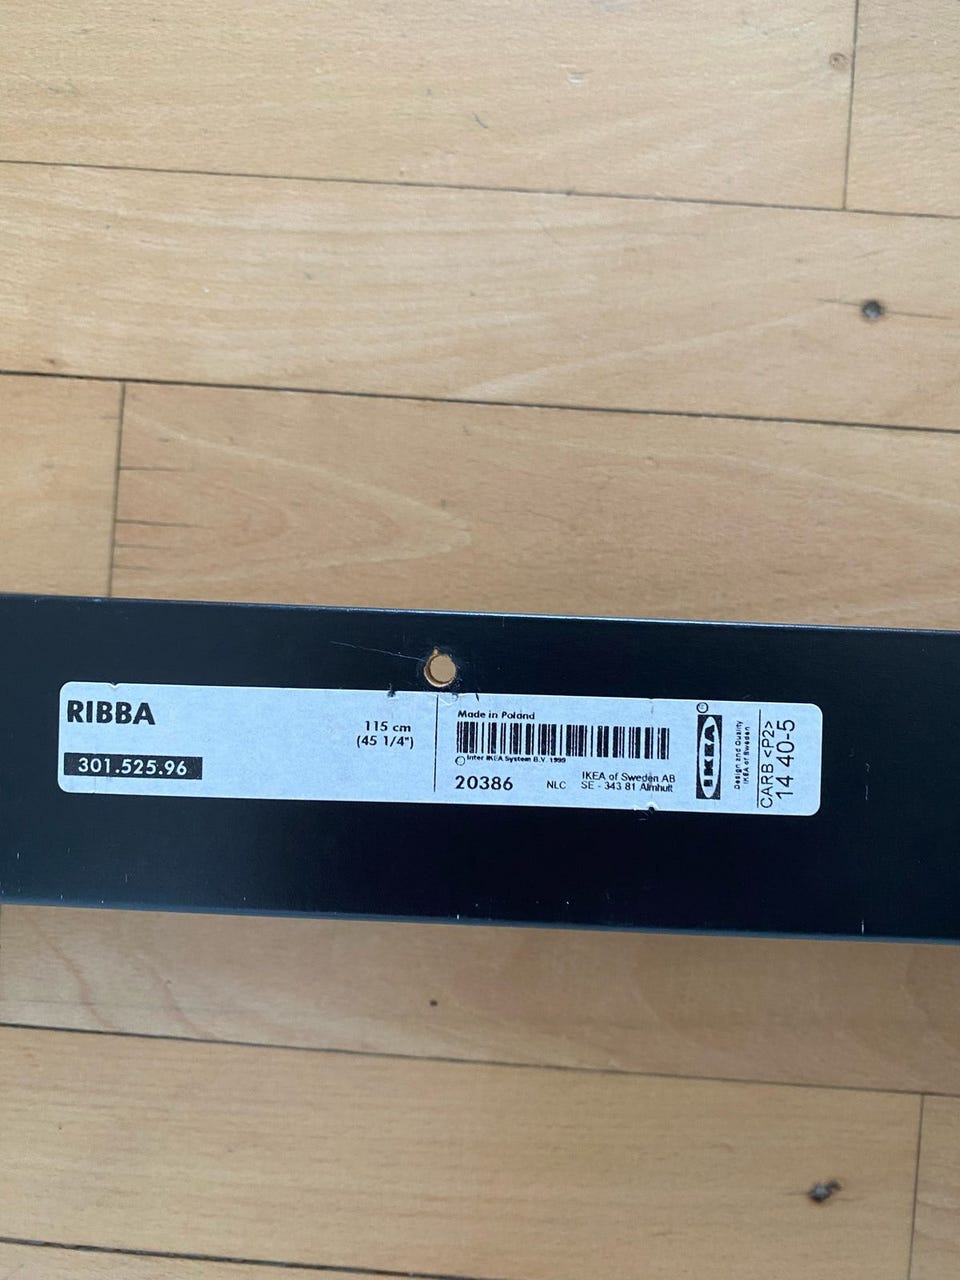 RIBBA
115 cm
(45 1/4")
301.525.96
Made in Poland
© Inter IKEA System B.V. 1999
20386
NLC
IKEA of Sweden AB
SE - 343 81 Älmhult
IKEA
Design and Quality
IKEA of Sweden
CARB <P2>
14 40-5